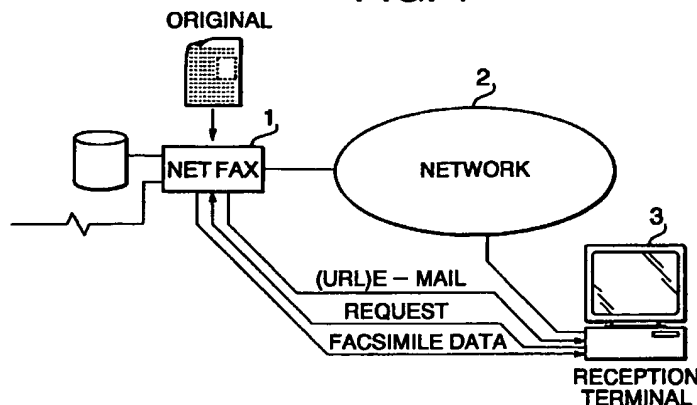 ORIGINAL
1
2
NET FAX
NETWORK
3
(URL)E – MAIL
REQUEST
FACSIMILE DATA
RECEPTION
TERMINAL